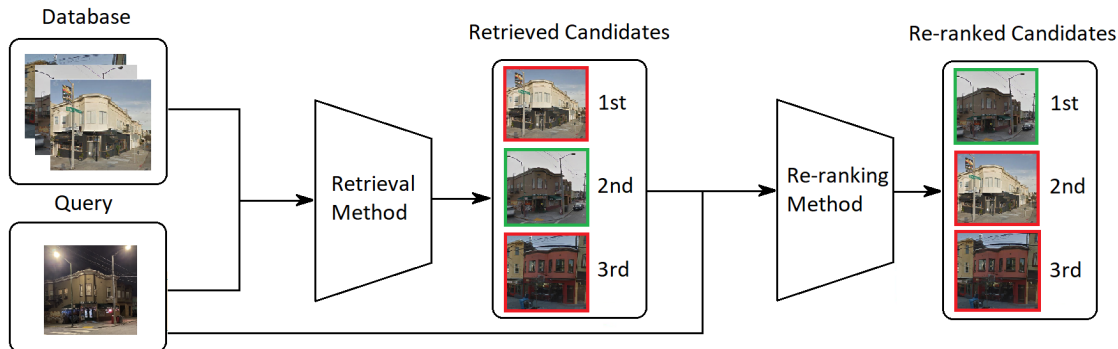 Database
Query
Retrieval
Method
Retrieved Candidates
1st
2nd
3rd
Re-ranking
Method
Re-ranked Candidates
1st
2nd
3rd